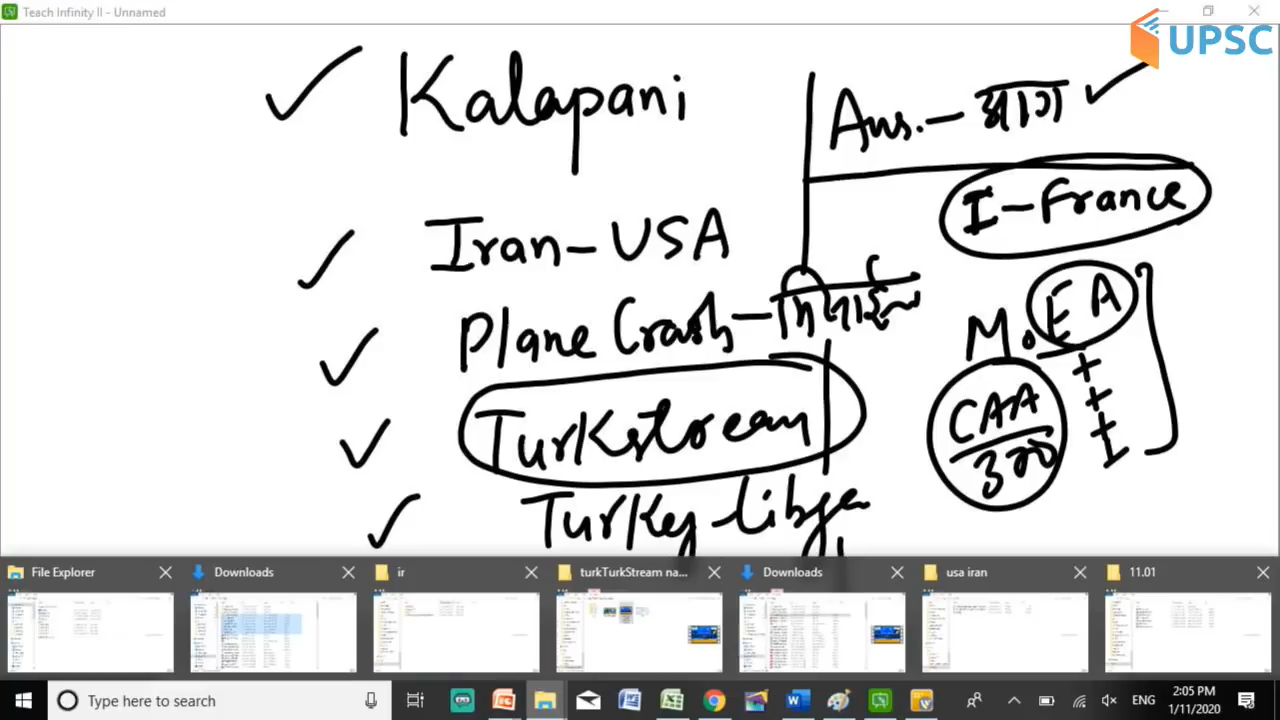 Teach Infinity II - Unnamed
UPSC
Kalapani
Ans. -
I - France
Iran - USA
Plane Crash -
M. EA
Turkstream
CAA
+
+
+
I
Turkey - Libya
File Explorer
Downloads
ir
turkTurkStream na...
Downloads
usa iran
11.01
Type here to search
ENG
2:05 PM
1/11/2020